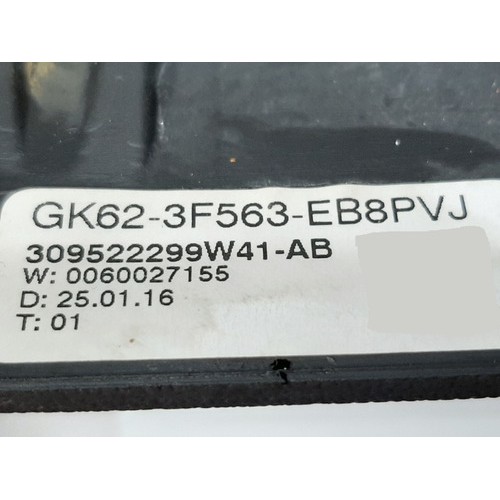 GK62-3F563-EB8PVJ
309522299W41-AB
W: 0060027155
D: 25.01.16
T: 01